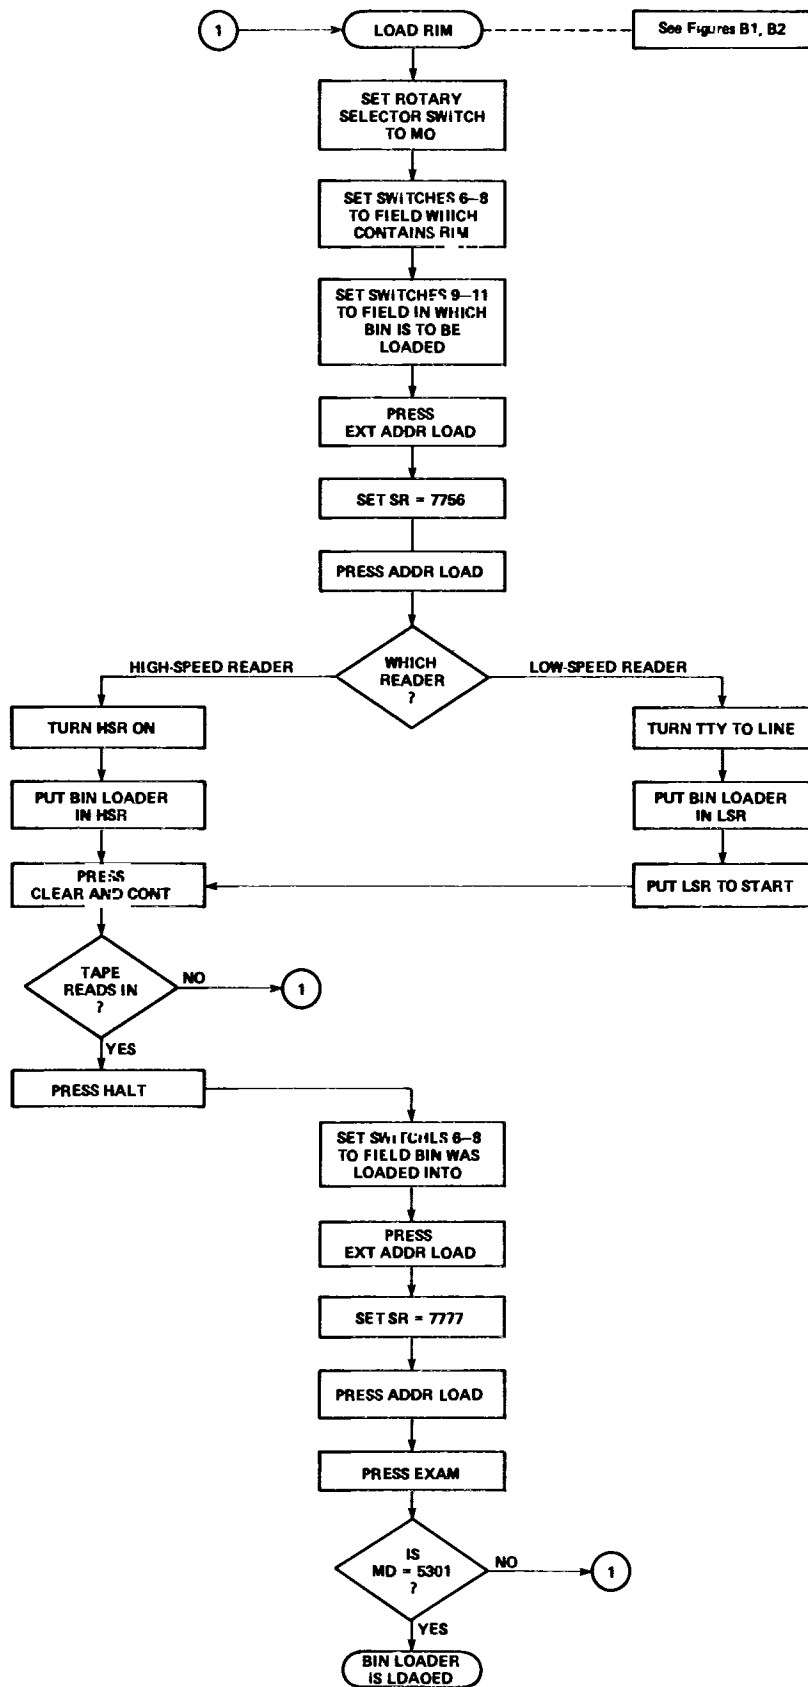 1
LOAD RIM
See Figures B1, B2
SET ROTARY
SELECTOR SWITCH
TO MO
SET SWITCHES 6–8
TO FIELD WHICH
CONTAINS RIM
SET SWITCHES 9–11
TO FIELD IN WHICH
BIN IS TO BE
LOADED
PRESS
EXT ADDR LOAD
SET SR = 7756
PRESS ADDR LOAD
HIGH-SPEED READER
WHICH
READER
?
LOW-SPEED READER
TURN HSR ON
TURN TTY TO LINE
PUT BIN LOADER
IN HSR
PUT BIN LOADER
IN LSR
PRESS
CLEAR AND CONT
PUT LSR TO START
TAPE
READS IN
?
NO
1
YES
PRESS HALT
SET SWITCHES 6–8
TO FIELD BIN WAS
LOADED INTO
PRESS
EXT ADDR LOAD
SET SR = 7777
PRESS ADDR LOAD
PRESS EXAM
IS
MD = 5301
?
NO
1
YES
BIN LOADER
IS LDAOED